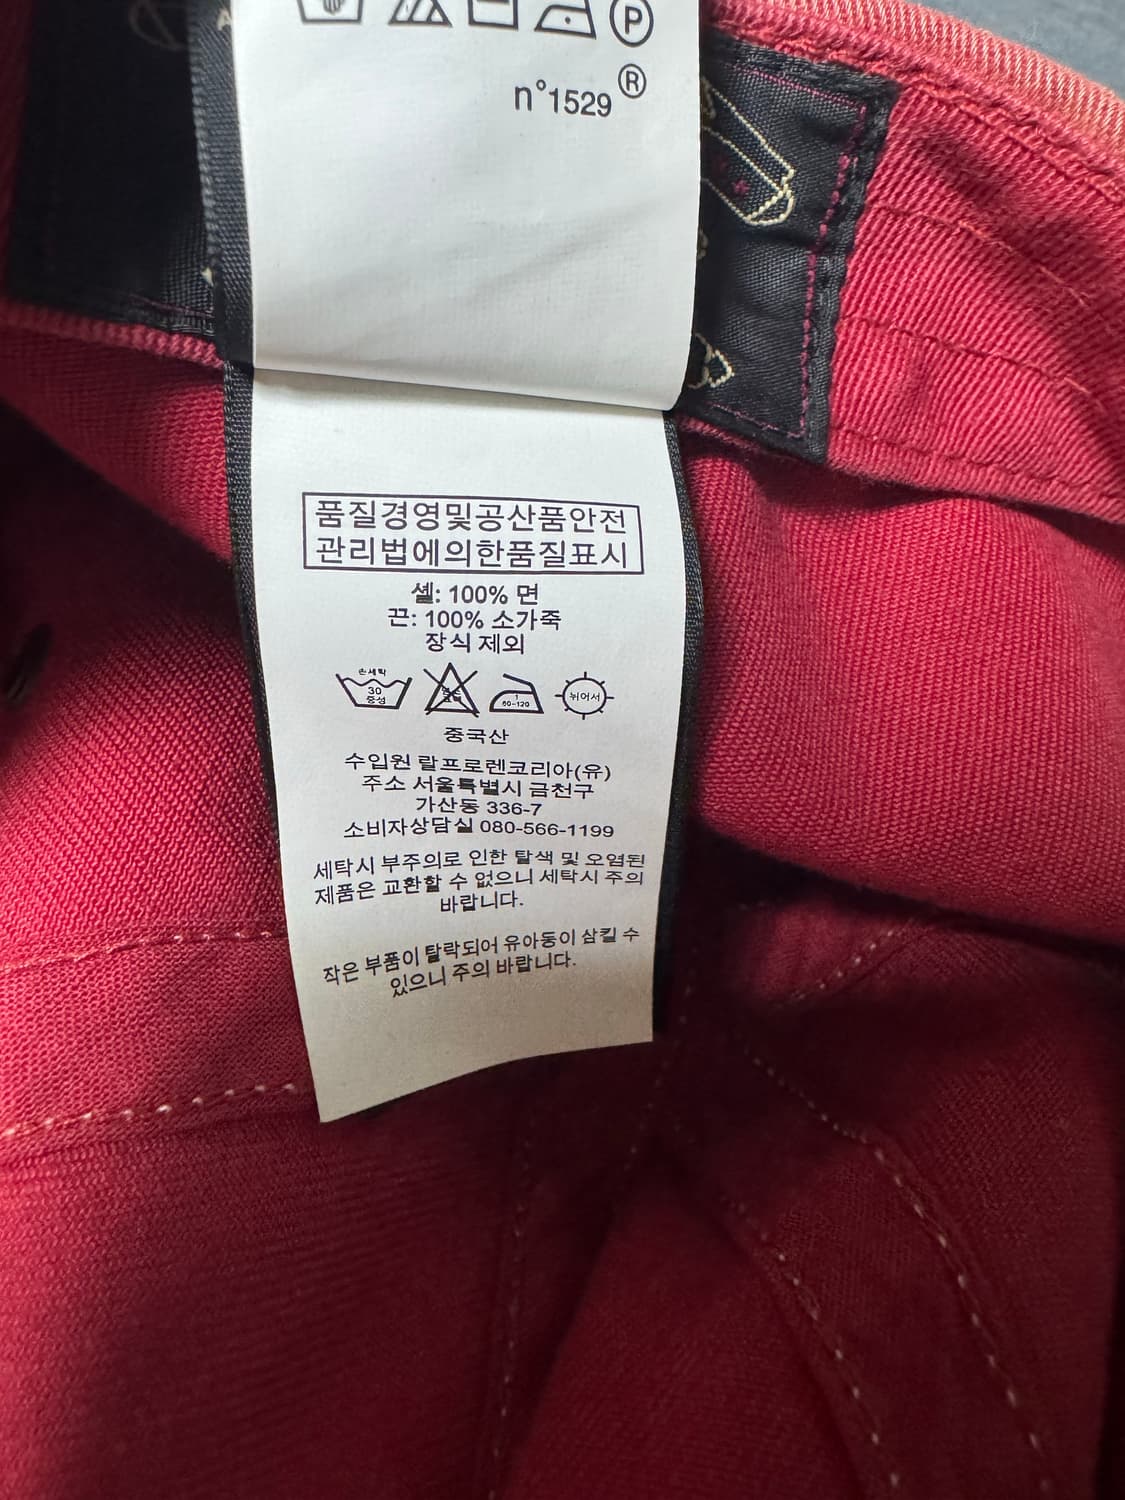 P
n°1529 ®
품질경영및공산품안전
관리법에의한품질표시
셸: 100% 면
끈: 100% 소가죽
장식 제외
손세탁
30
중성
1
60~120
뉘어서
중국산
수입원 랄프로렌코리아(유)
주소 서울특별시 금천구
가산동 336-7
소비자상담실 080-566-1199
세탁시 부주의로 인한 탈색 및 오염된
제품은 교환할 수 없으니 세탁시 주의
바랍니다.
작은 부품이 탈락되어 유아동이 삼킬 수
있으니 주의 바랍니다.